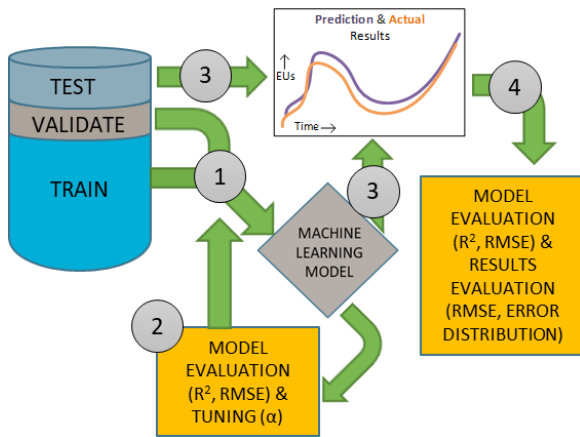 TEST
VALIDATE
TRAIN
3
1
2
Prediction & Actual
Results
↑
EUs
Time→
3
4
MACHINE
LEARNING
MODEL
MODEL
EVALUATION
(R², RMSE) &
TUNING (α)
MODEL
EVALUATION
(R², RMSE) &
RESULTS
EVALUATION
(RMSE, ERROR
DISTRIBUTION)